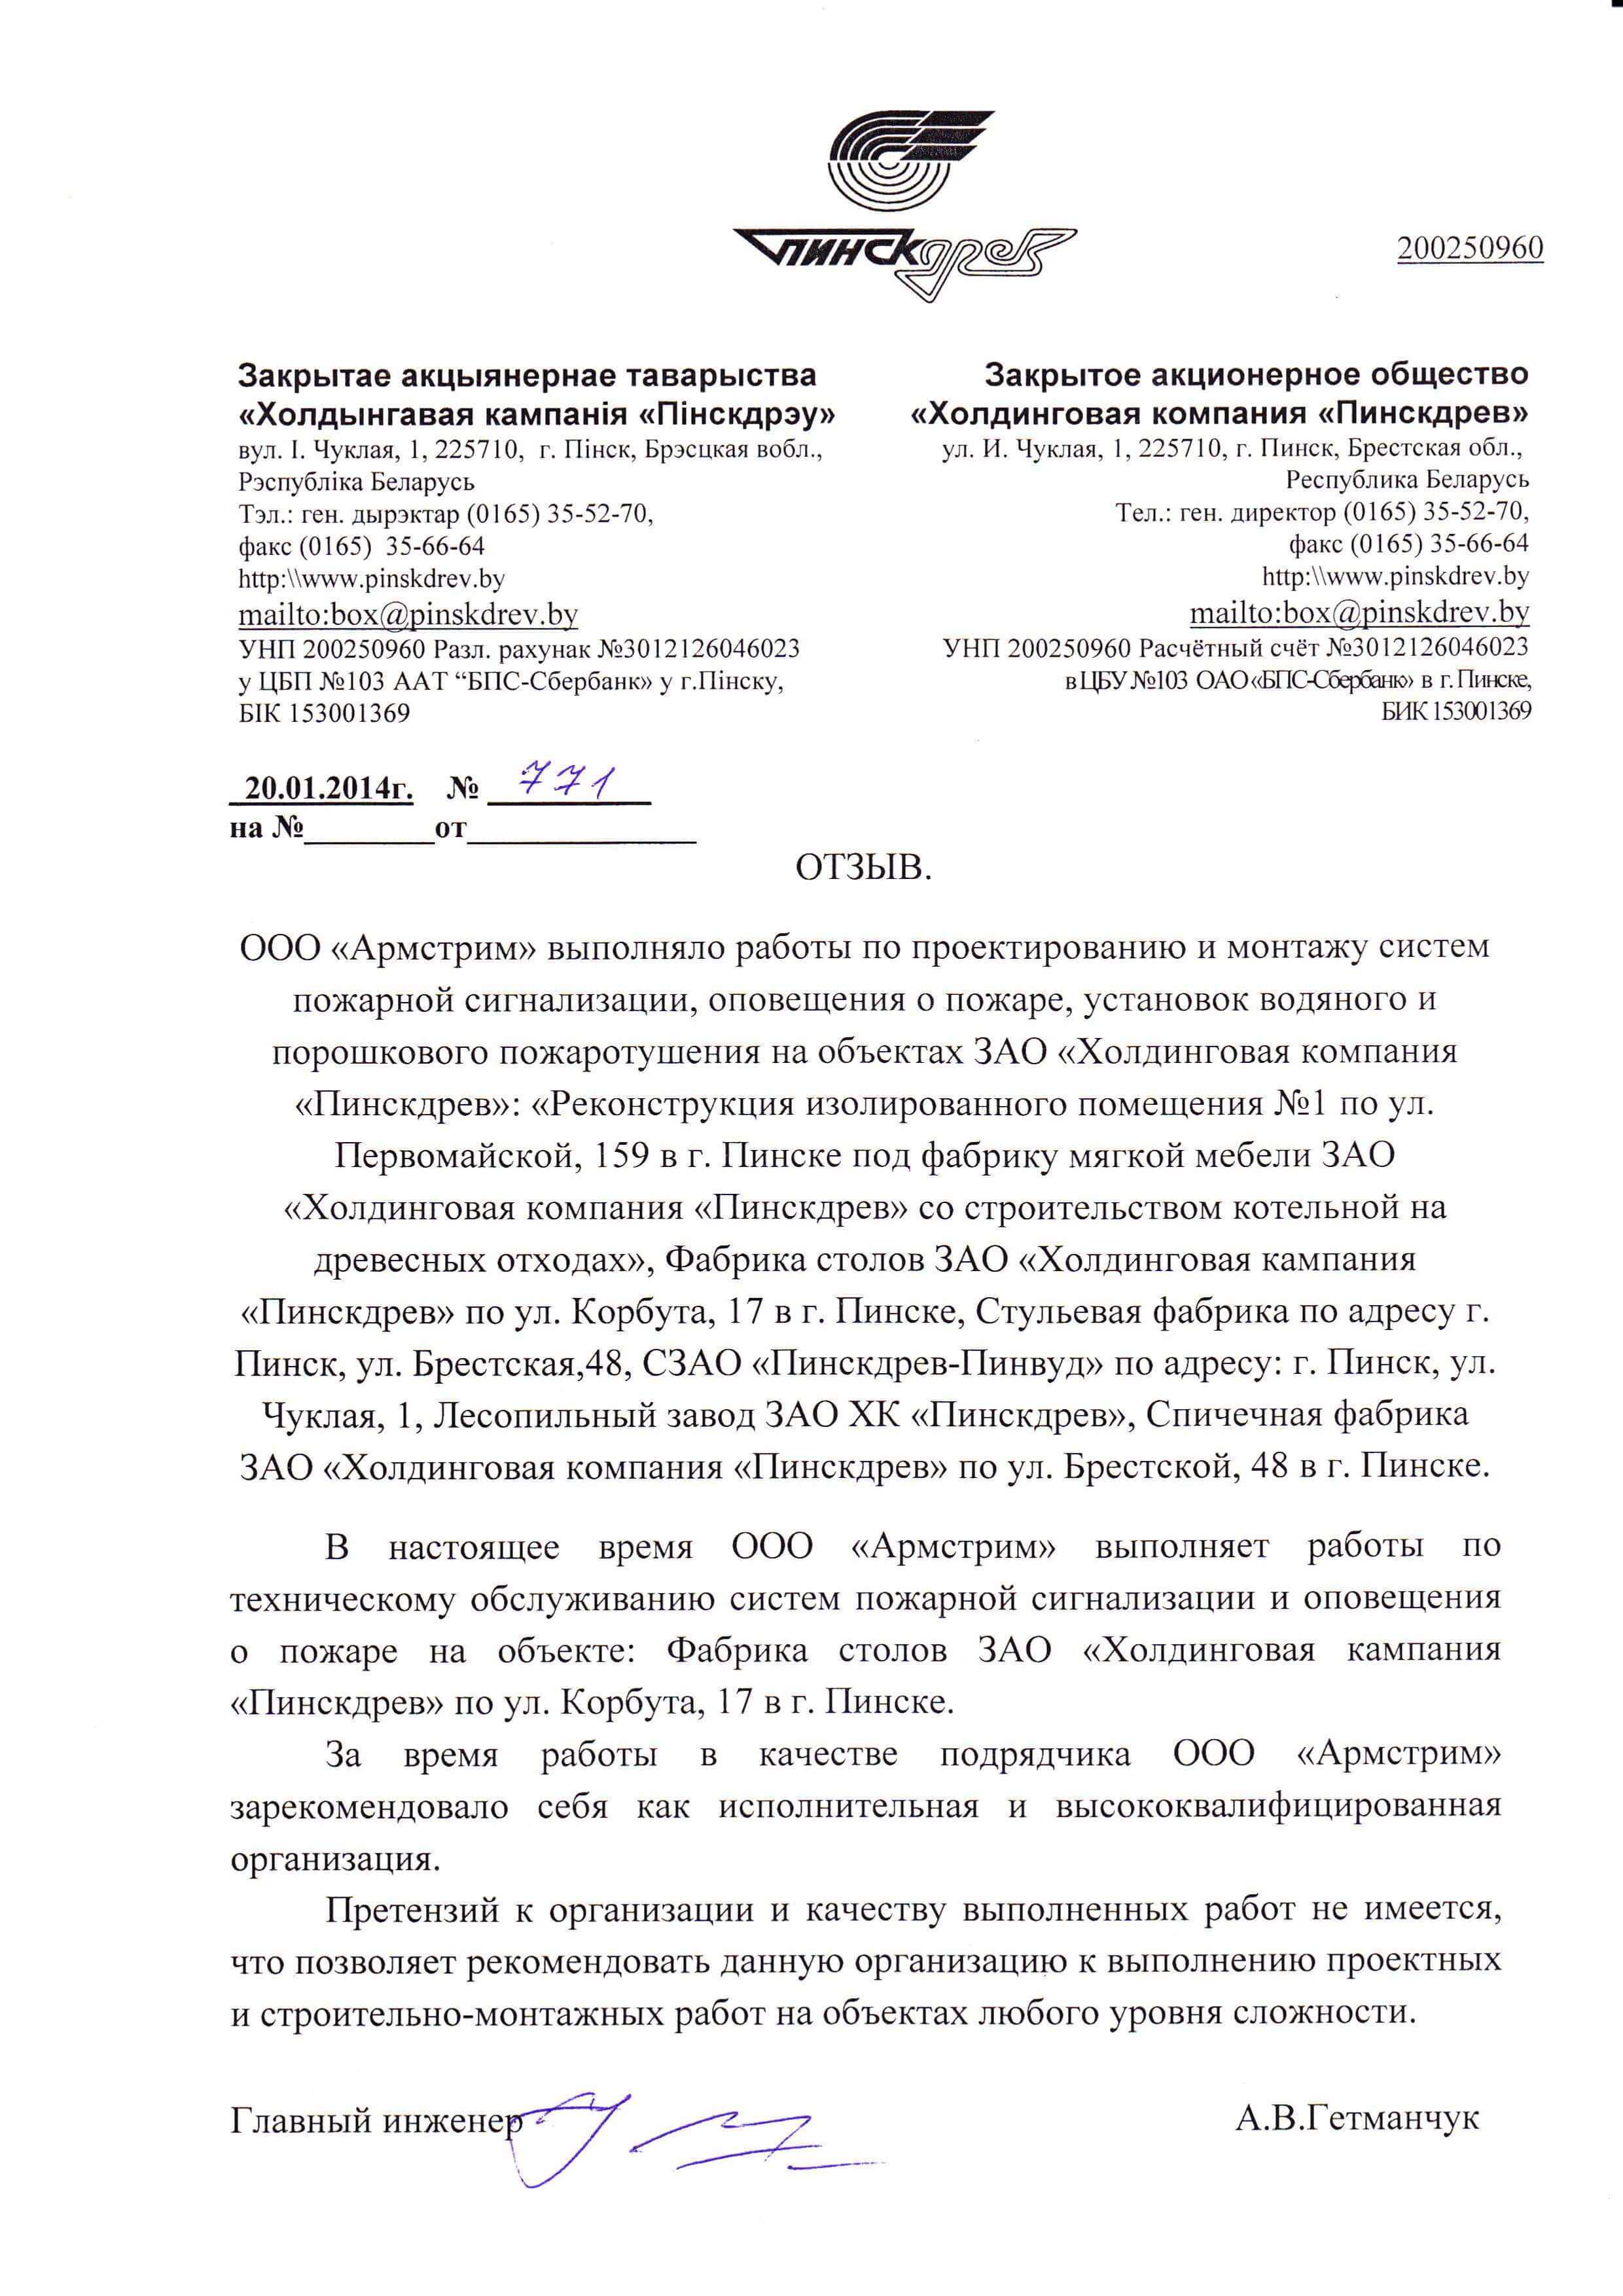 ПИНСКдрев
200250960
Закрытае акцыянернае таварыства
«Холдынгавая кампанія «Пінскдрэу»
вул. І. Чуклая, 1, 225710, г. Пінск, Брэсцкая вобл.,
Рэспубліка Беларусь
Тэл.: ген. дырэктар (0165) 35-52-70,
факс (0165) 35-66-64
http:\\www.pinskdrev.by
mailto:box@pinskdrev.by
УНП 200250960 Разл. рахунак №3012126046023
у ЦБП №103 ААТ “БПС-Сбербанк» у г.Пінску,
БІК 153001369
Закрытое акционерное общество
«Холдинговая компания «Пинскдрев»
ул. И. Чуклая, 1, 225710, г. Пинск, Брестская обл.,
Республика Беларусь
Тел.: ген. директор (0165) 35-52-70,
факс (0165) 35-66-64
http:\\www.pinskdrev.by
mailto:box@pinskdrev.by
УНП 200250960 Расчётный счёт №3012126046023
в ЦБУ №103 ОАО «БПС-Сбербанк» в г. Пинске,
БИК 153001369
20.01.2014г. № 771
на №________от______________
ОТЗЫВ.
ООО «Армстрим» выполняло работы по проектированию и монтажу систем
пожарной сигнализации, оповещения о пожаре, установок водяного и
порошкового пожаротушения на объектах ЗАО «Холдинговая компания
«Пинскдрев»: «Реконструкция изолированного помещения №1 по ул.
Первомайской, 159 в г. Пинске под фабрику мягкой мебели ЗАО
«Холдинговая компания «Пинскдрев» со строительством котельной на
древесных отходах», Фабрика столов ЗАО «Холдинговая кампания
«Пинскдрев» по ул. Корбута, 17 в г. Пинске, Стульевая фабрика по адресу г.
Пинск, ул. Брестская,48, СЗАО «Пинскдрев-Пинвуд» по адресу: г. Пинск, ул.
Чуклая, 1, Лесопильный завод ЗАО ХК «Пинскдрев», Спичечная фабрика
ЗАО «Холдинговая компания «Пинскдрев» по ул. Брестской, 48 в г. Пинске.
В настоящее время ООО «Армстрим» выполняет работы по
техническому обслуживанию систем пожарной сигнализации и оповещения
о пожаре на объекте: Фабрика столов ЗАО «Холдинговая кампания
«Пинскдрев» по ул. Корбута, 17 в г. Пинске.
За время работы в качестве подрядчика ООО «Армстрим»
зарекомендовало себя как исполнительная и высококвалифицированная
организация.
Претензий к организации и качеству выполненных работ не имеется,
что позволяет рекомендовать данную организацию к выполнению проектных
и строительно-монтажных работ на объектах любого уровня сложности.
Главный инженер А.В.Гетманчук